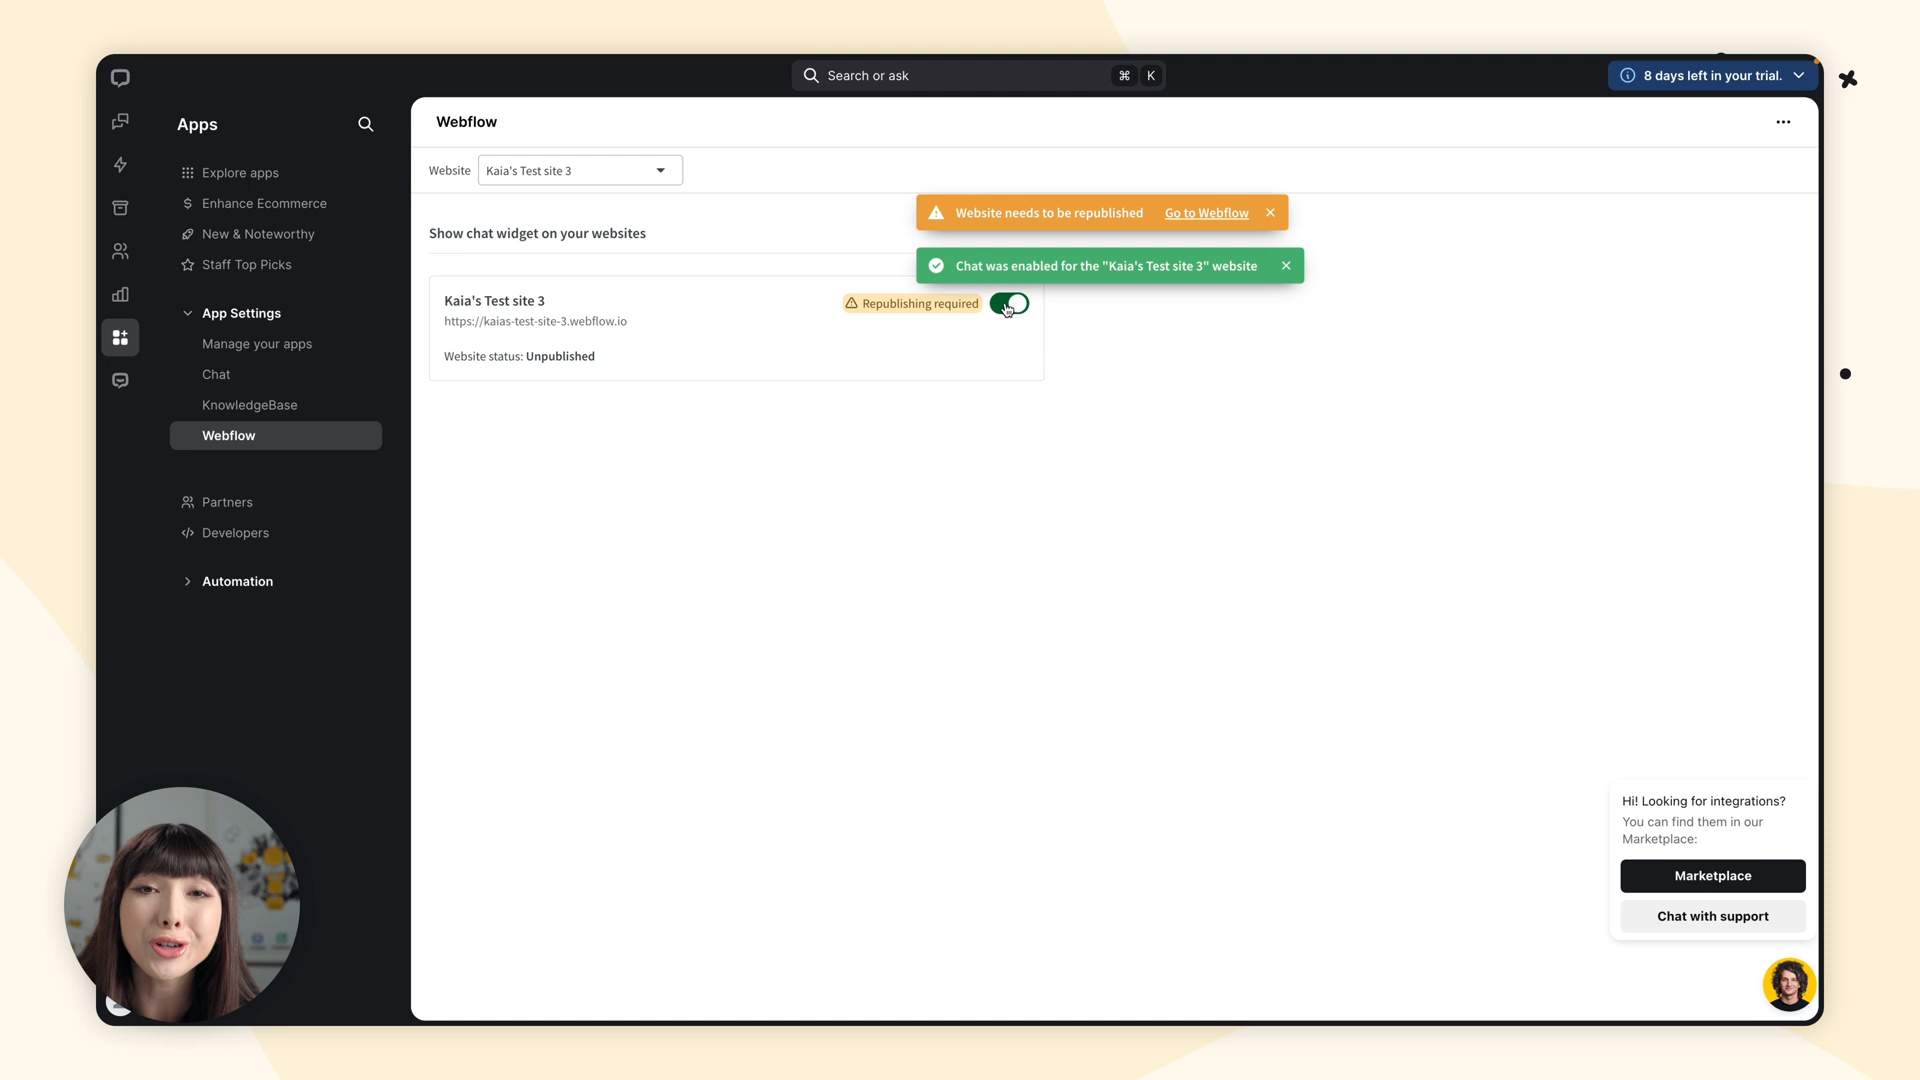 Search or ask
⌘ K
8 days left in your trial.
Apps
Explore apps
Enhance Ecommerce
New & Noteworthy
Staff Top Picks
App Settings
Manage your apps
Chat
KnowledgeBase
Webflow
Partners
Developers
Automation
Webflow
Website Kaia's Test site 3
Website needs to be republished Go to Webflow
Show chat widget on your websites
Chat was enabled for the "Kaia's Test site 3" website
Kaia's Test site 3
Republishing required
https://kaias-test-site-3.webflow.io
Website status: Unpublished
Hi! Looking for integrations?
You can find them in our
Marketplace:
Marketplace
Chat with support